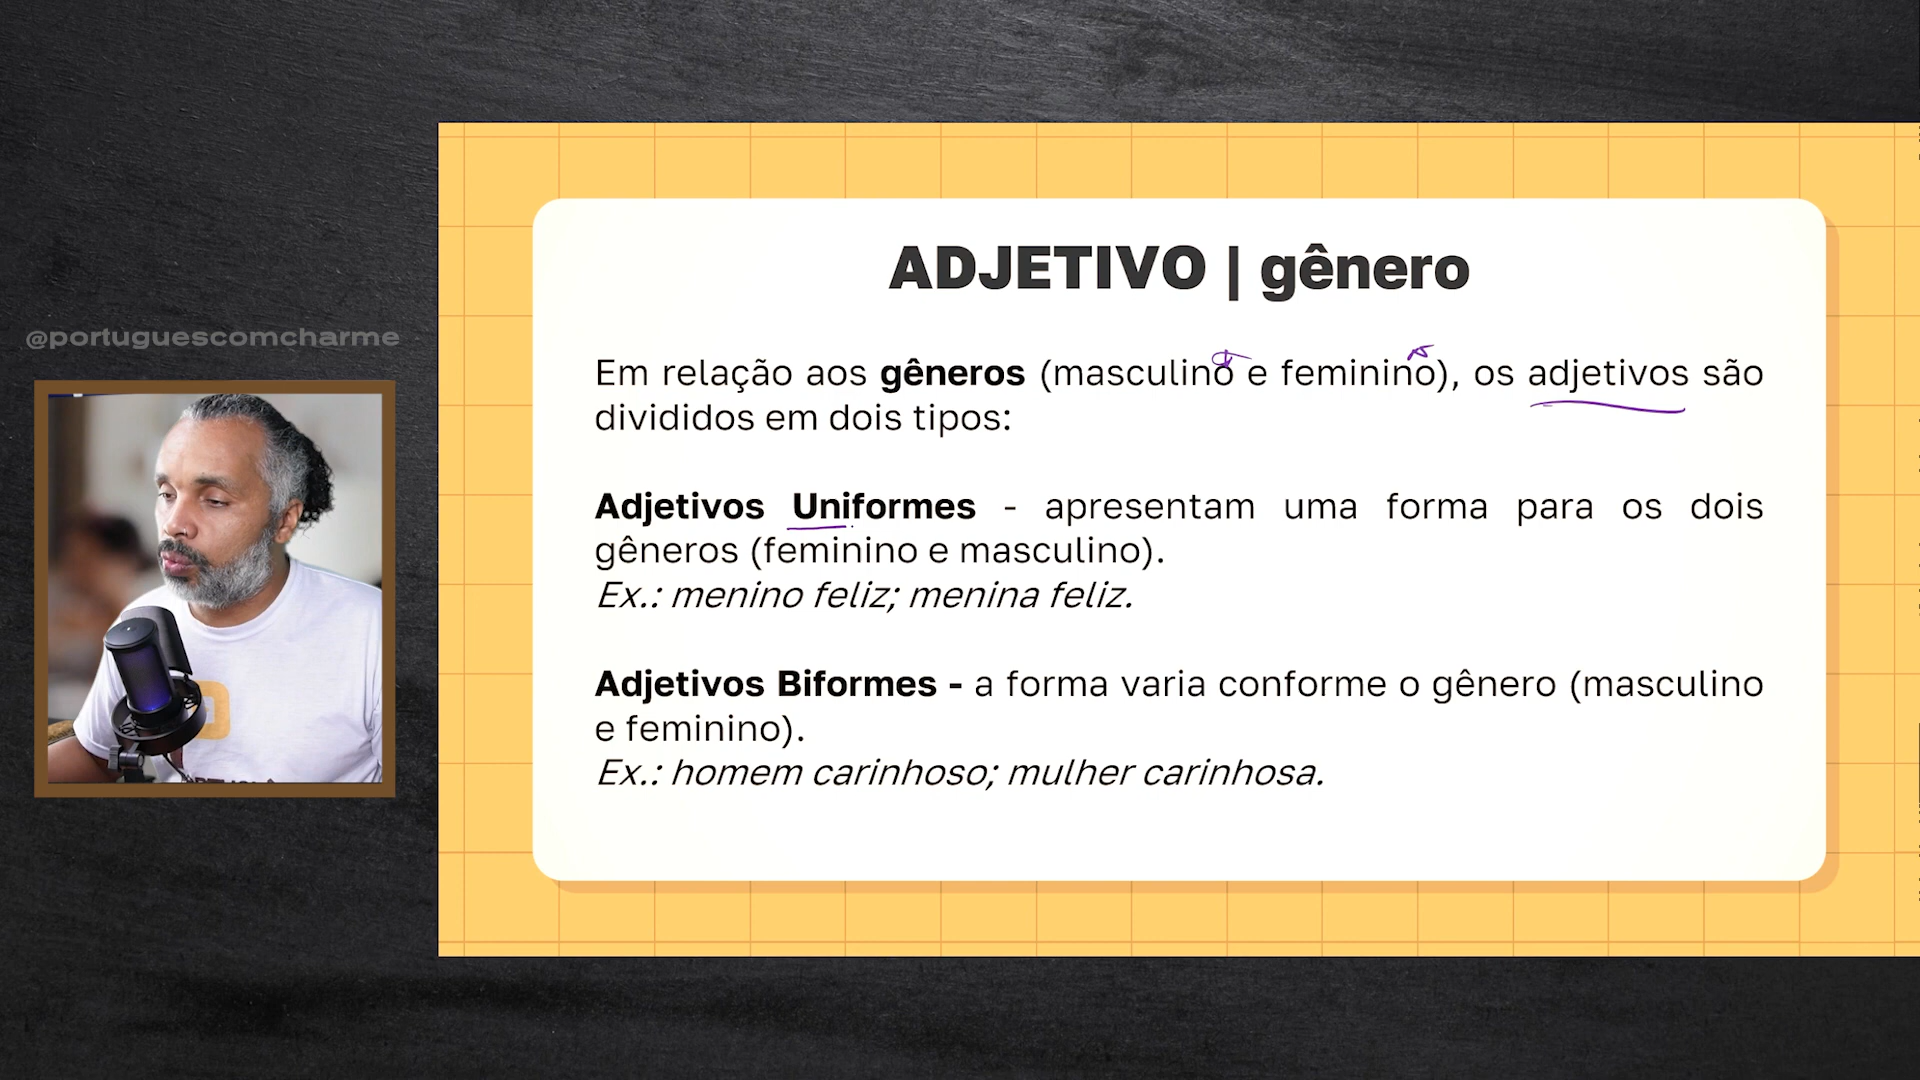 ADJETIVO | gênero
@portuguescomcharme
Em relação aos gêneros (masculino e feminino), os adjetivos são
divididos em dois tipos:
Adjetivos Uniformes - apresentam uma forma para os dois
gêneros (feminino e masculino).
Ex.: menino feliz; menina feliz.
Adjetivos Biformes - a forma varia conforme o gênero (masculino
e feminino).
Ex.: homem carinhoso; mulher carinhosa.